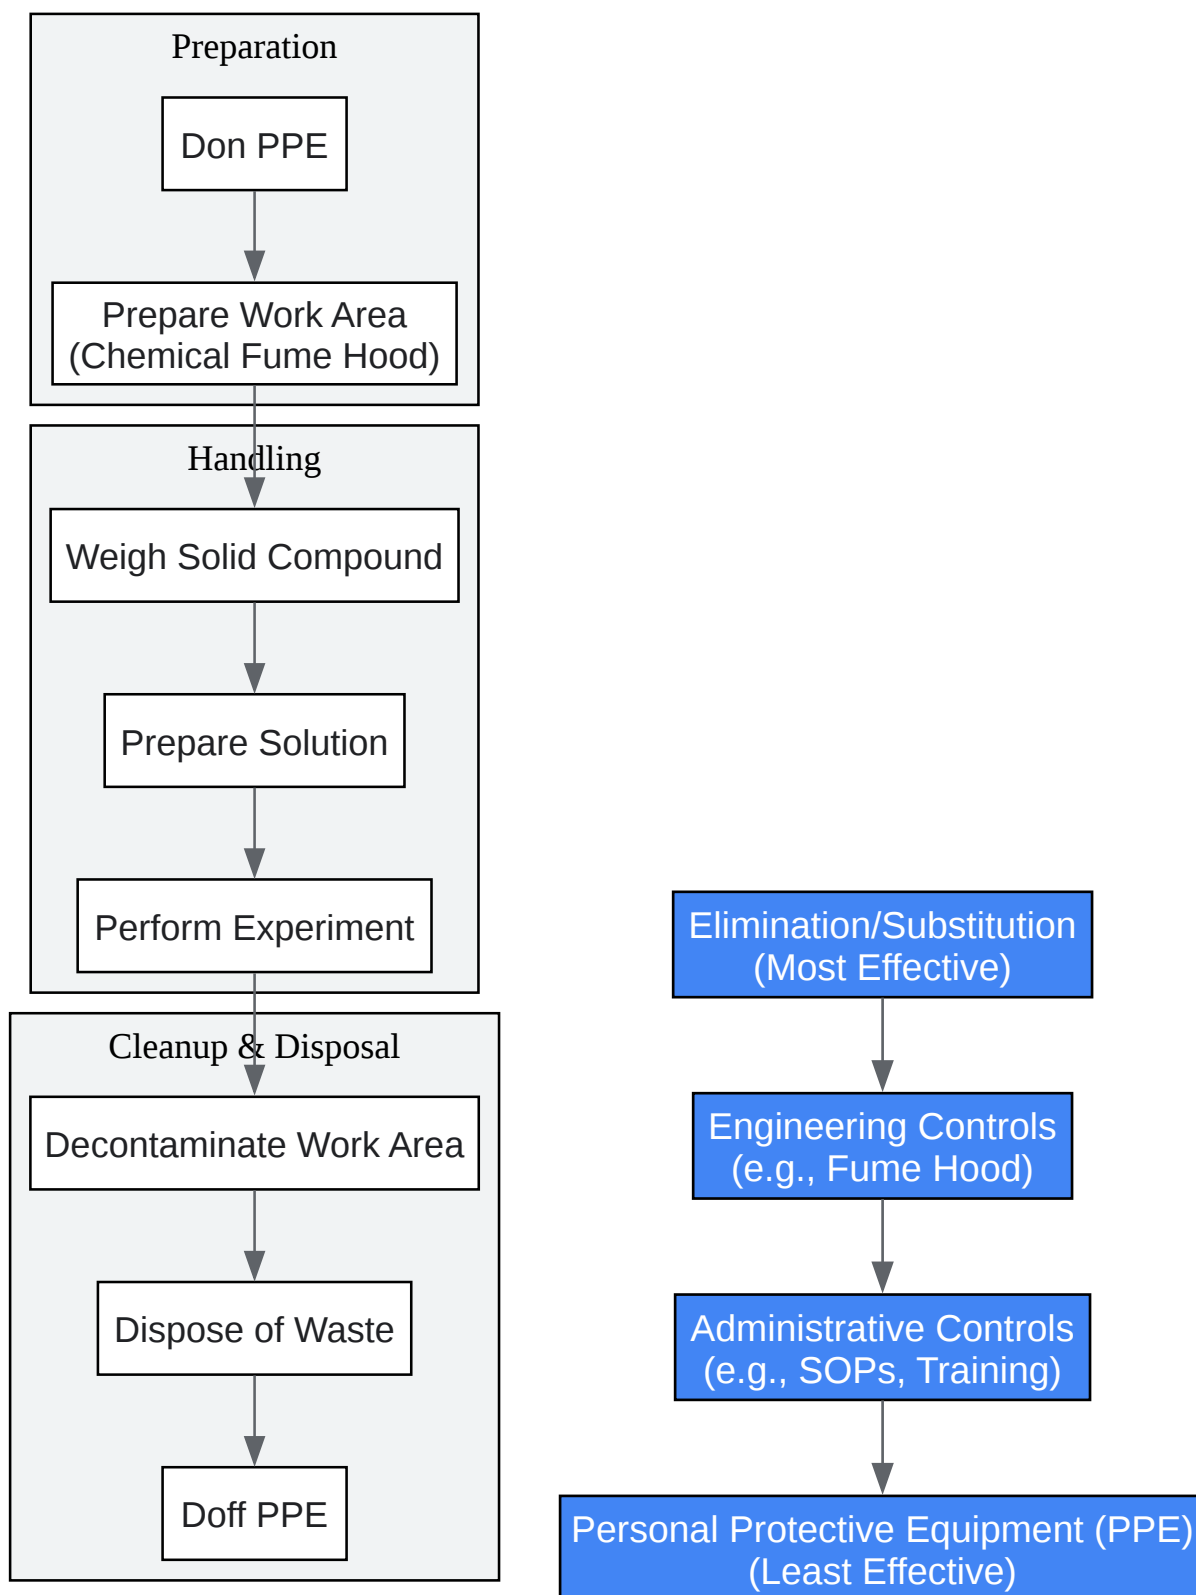 Preparation
Don PPE
Prepare Work Area
(Chemical Fume Hood)
Handling
Weigh Solid Compound
Prepare Solution
Perform Experiment
Cleanup & Disposal
Decontaminate Work Area
Dispose of Waste
Doff PPE
Elimination/Substitution
(Most Effective)
Engineering Controls
(e.g., Fume Hood)
Administrative Controls
(e.g., SOPs, Training)
Personal Protective Equipment (PPE)
(Least Effective)